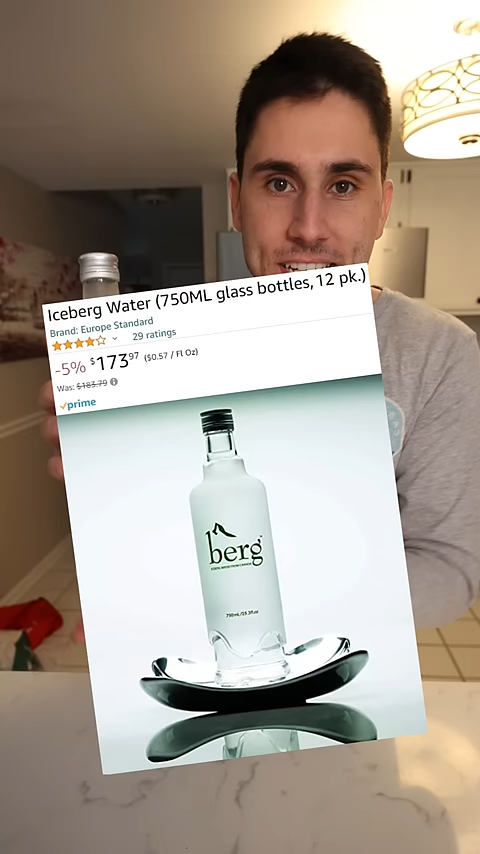 Iceberg Water (750ML glass bottles, 12 pk.)
Brand: Europe Standard
29 ratings
-5% $173.97 ($0.57 / Fl Oz)
Was: $183.79
prime
berg
750mL/25.3fl.oz